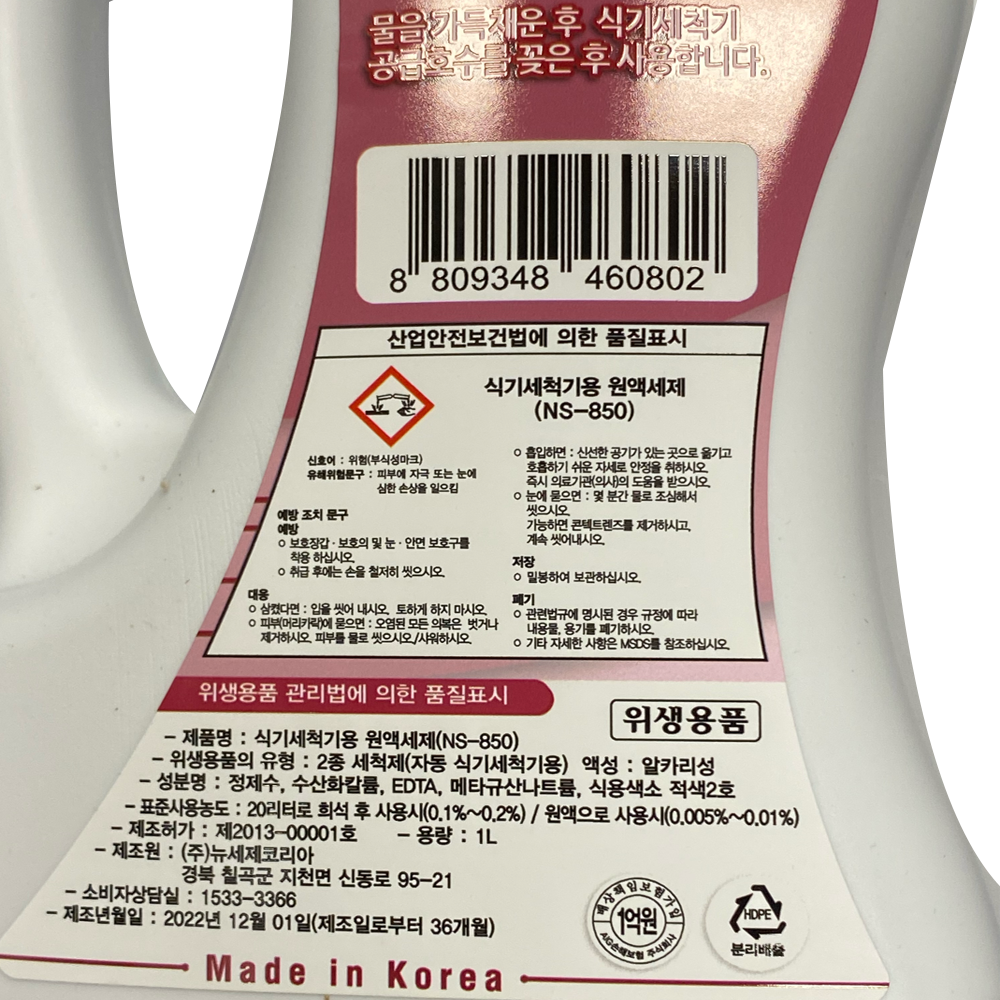 물을 가득채운 후 식기세척기
공급호수를 꽂은 후 사용합니다.
8 809348 460802
산업안전보건법에 의한 품질표시
식기세척기용 원액세제
(NS-850)
신호어 : 위험(부식성마크)
유해위험문구 : 피부에 자극 또는 눈에
심한 손상을 일으킴
예방 조치 문구
예방
○ 보호장갑 · 보호의 및 눈 · 안면 보호구를
착용 하십시오.
○ 취급 후에는 손을 철저히 씻으시오.
대응
○ 삼켰다면 : 입을 씻어 내시오. 토하게 하지 마시오.
○ 피부(머리카락)에 묻으면 : 오염된 모든 의복은 벗거나
제거하시오. 피부를 물로 씻으시오./샤워하시오.
○ 흡입하면 : 신선한 공기가 있는 곳으로 옮기고
호흡하기 쉬운 자세로 안정을 취하시오.
즉시 의료기관(의사)의 도움을 받으시오.
○ 눈에 묻으면 : 몇 분간 물로 조심해서
씻으시오.
가능하면 콘텍트렌즈를 제거하시고,
계속 씻어내시오.
저장
○ 밀봉하여 보관하십시오.
폐기
○ 관련법규에 명시된 경우 규정에 따라
내용물, 용기를 폐기하시오.
○ 기타 자세한 사항은 MSDS를 참조하십시오.
위생용품 관리법에 의한 품질표시
위생용품
- 제품명 : 식기세척기용 원액세제(NS-850)
- 위생용품의 유형 : 2종 세척제(자동 식기세척기용) 액성 : 알카리성
- 성분명 : 정제수, 수산화칼륨, EDTA, 메타규산나트륨, 식용색소 적색2호
- 표준사용농도 : 20리터로 희석 후 사용시(0.1%~0.2%) / 원액으로 사용시(0.005%~0.01%)
- 제조허가 : 제2013-00001호 - 용량 : 1L
- 제조원 : (주)뉴세제코리아
경북 칠곡군 지천면 신동로 95-21
- 소비자상담실 : 1533-3366
- 제조년월일 : 2022년 12월 01일(제조일로부터 36개월)
배상책임보험가입
1억원
AIG손해보험 주식회사
HDPE
분리배출
Made in Korea